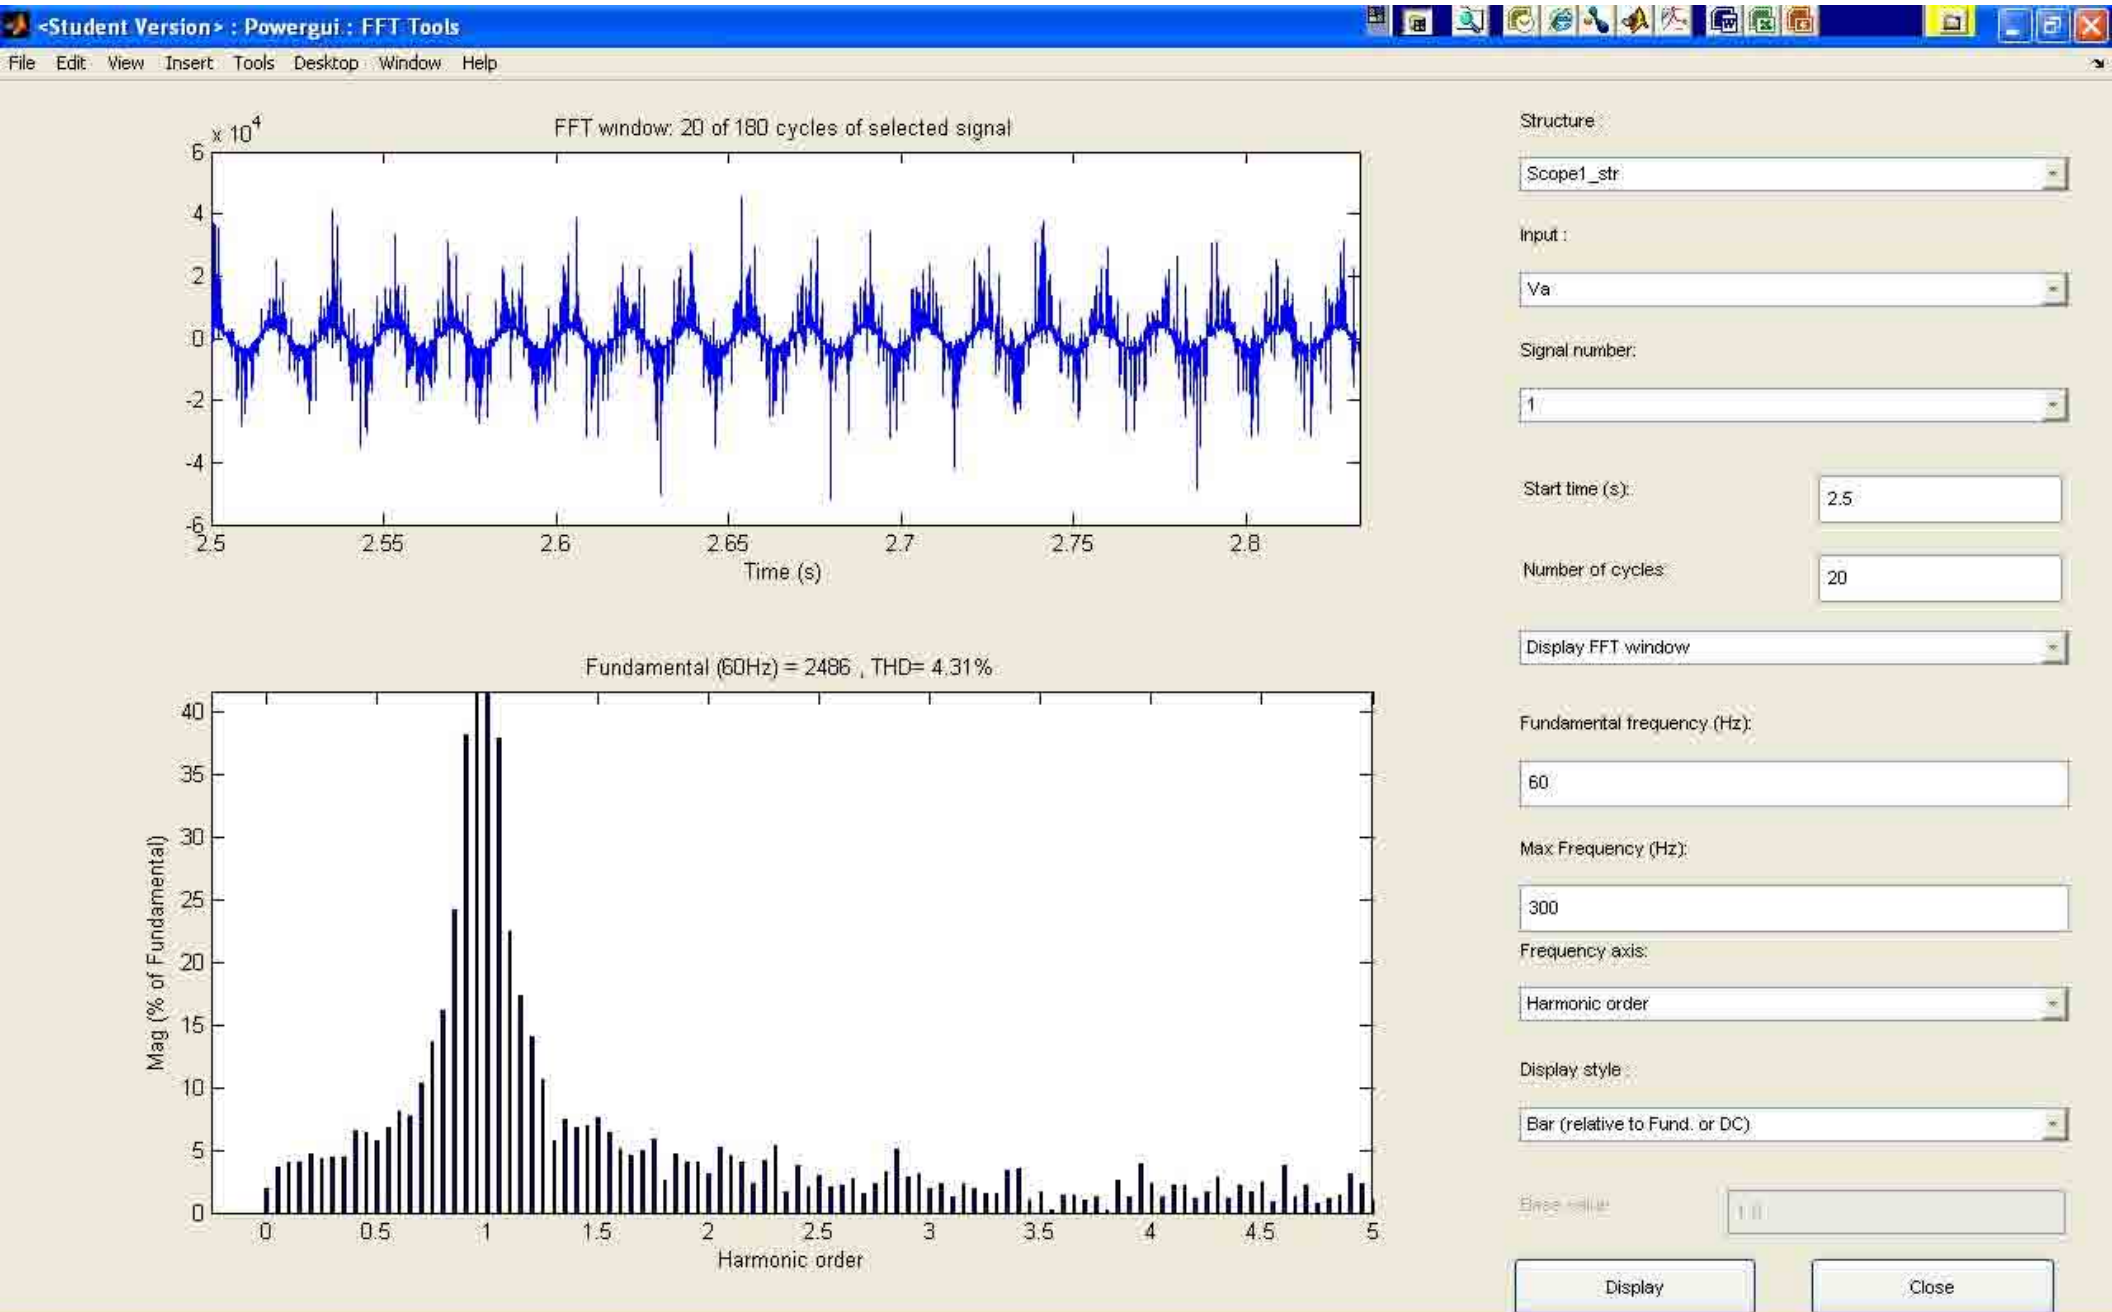 <Student Version> : Powergui : FFT Tools
File Edit View Insert Tools Desktop Window Help
x 10^4
FFT window: 20 of 180 cycles of selected signal
6
4
2
0
-2
-4
-6
2.5 2.55 2.6 2.65 2.7 2.75 2.8
Time (s)
Fundamental (60Hz) = 2486 , THD= 4.31%
Mag (% of Fundamental)
40
35
30
25
20
15
10
5
0
0 0.5 1 1.5 2 2.5 3 3.5 4 4.5 5
Harmonic order
Structure :
Scope1_str
Input :
Va
Signal number:
1
Start time (s): 2.5
Number of cycles: 20
Display FFT window
Fundamental frequency (Hz):
60
Max Frequency (Hz):
300
Frequency axis:
Harmonic order
Display style :
Bar (relative to Fund. or DC)
Base value: 1.0
Display Close